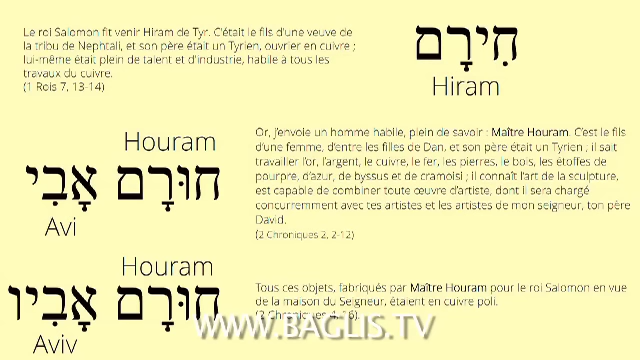 Le roi Salomon fit venir Hiram de Tyr. C'était le fils d'une veuve de
la tribu de Nephtali, et son père était un Tyrien, ouvrier en cuivre ;
lui-même était plein de talent et d'industrie, habile à tous les
travaux du cuivre.
(1 Rois 7, 13-14)
חִירָם
Hiram
Houram
חוּרָם אָבִי
Avi
Or, j'envoie un homme habile, plein de savoir : Maître Houram. C'est le fils
d'une femme, d'entre les filles de Dan, et son père était un Tyrien ; il sait
travailler l'or, l'argent, le cuivre, le fer, les pierres, le bois, les étoffes de
pourpre, d'azur, de byssus et de cramoisi ; il connaît l'art de la sculpture,
est capable de combiner toute œuvre d'artiste, dont il sera chargé
concurremment avec tes artistes et les artistes de mon seigneur, ton père
David.
(2 Chroniques 2, 2-12)
Houram
חוּרָם אָבִיו
Aviv
Tous ces objets, fabriqués par Maître Houram pour le roi Salomon en vue
de la maison du Seigneur, étaient en cuivre poli.
(2 Chroniques 4, 16).
WWW.BAGLIS.TV